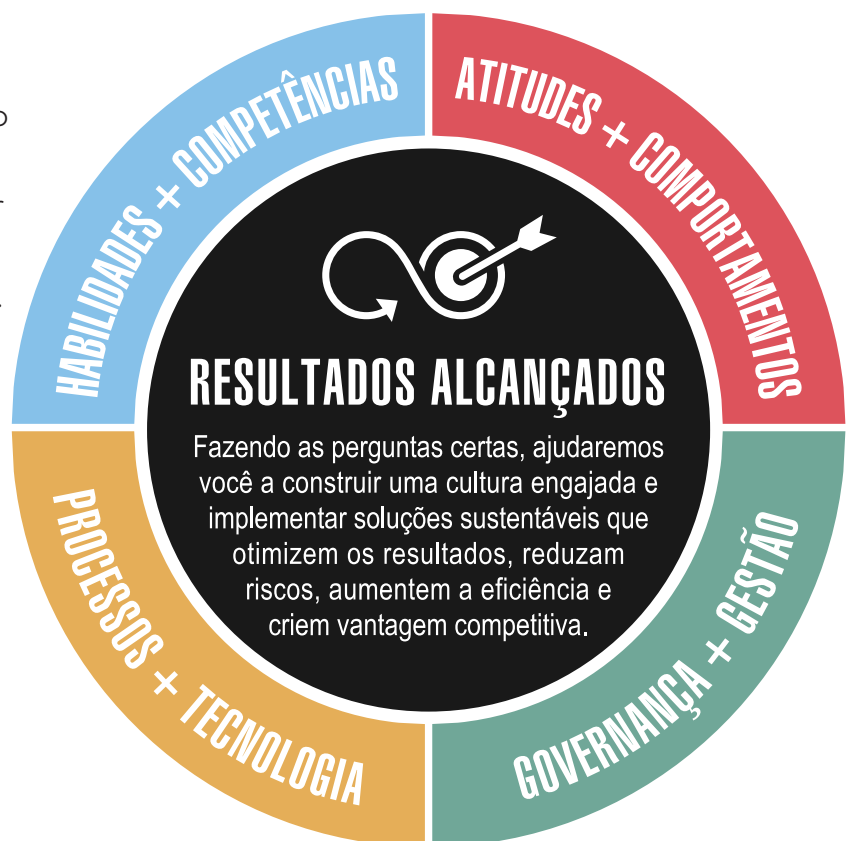 HABILIDADES + COMPETÊNCIAS
ATITUDES + COMPORTAMENTOS
RESULTADOS ALCANÇADOS
Fazendo as perguntas certas, ajudaremos
você a construir uma cultura engajada e
implementar soluções sustentáveis que
otimizem os resultados, reduzam
riscos, aumentem a eficiência e
criem vantagem competitiva.
PROCESSOS + TECNOLOGIA
GOVERNANÇA + GESTÃO